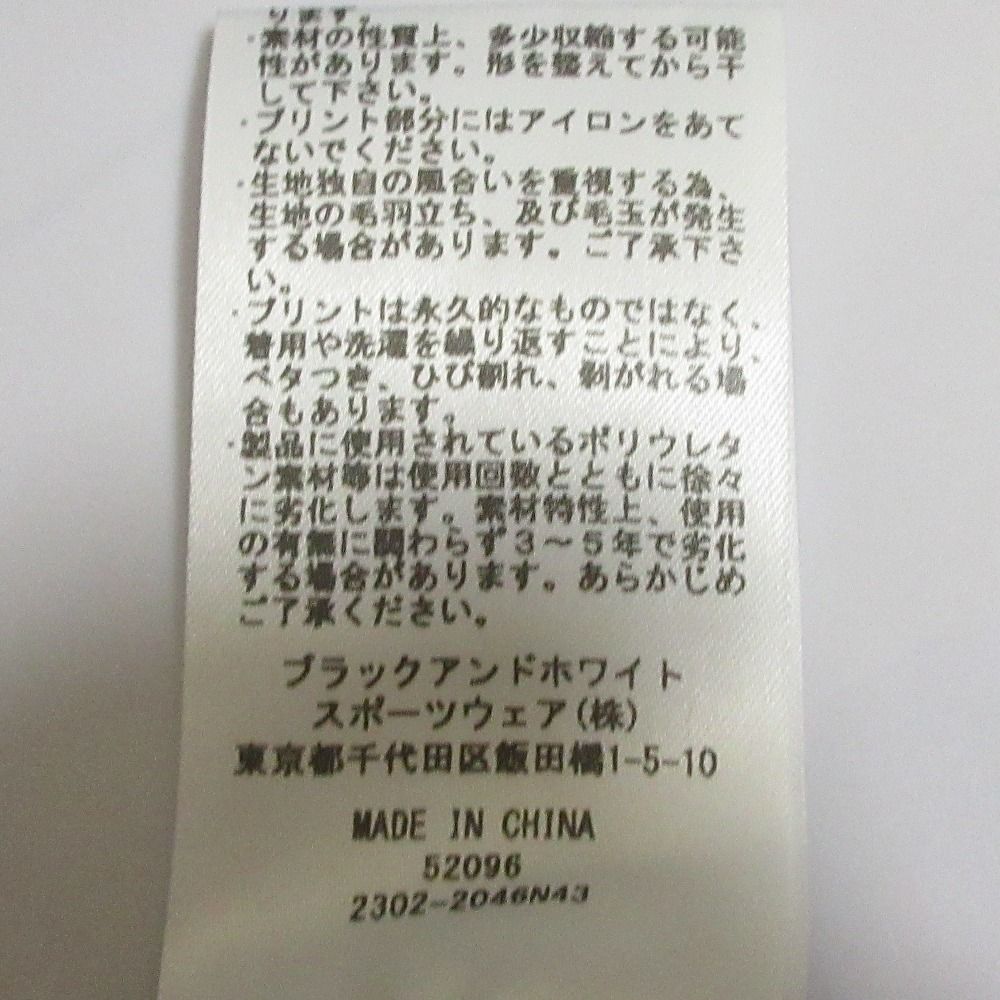 ります。
・素材の性質上、多少収縮する可能
性があります。形を整えてから干
して下さい。
・プリント部分にはアイロンをあて
ないでください。
・生地独自の風合いを重視する為、
生地の毛羽立ち、及び毛玉が発生
する場合があります。ご了承下さ
い。
・プリントは永久的なものではなく、
着用や洗濯を繰り返すことにより、
ベタつき、ひび割れ、剥がれる場
合もあります。
・製品に使用されているポリウレタ
ン素材等は使用回数とともに徐々
に劣化します。素材特性上、使用
の有無に関わらず3～5年で劣化
する場合があります。あらかじめ
ご了承ください。
ブラックアンドホワイト
スポーツウェア(株)
東京都千代田区飯田橋1-5-10
MADE IN CHINA
52096
2302-2046N43